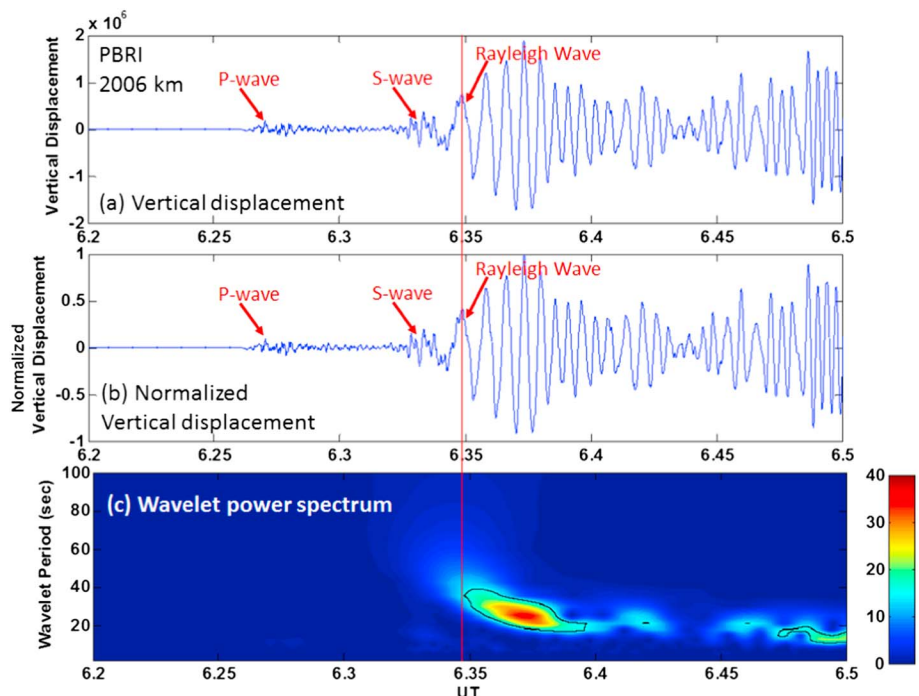 x 10⁶
2
1
0
-1
-2
Vertical Displacement
PBRI
2006 km
P-wave
S-wave
Rayleigh Wave
(a) Vertical displacement
6.2 6.25 6.3 6.35 6.4 6.45 6.5
1
0.5
0
-0.5
-1
Normalized
Vertical Displacement
P-wave
S-wave
Rayleigh Wave
(b) Normalized
Vertical displacement
6.2 6.25 6.3 6.35 6.4 6.45 6.5
100
80
60
40
20
Wavelet Period (sec)
(c) Wavelet power spectrum
6.2 6.25 6.3 6.35 6.4 6.45 6.5
UT
40
30
20
10
0